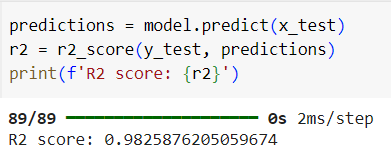 predictions = model.predict(x_test)
r2 = r2_score(y_test, predictions)
print(f'R2 score: {r2}')
89/89 ━━━━━━━━━━━━━━━━━━━━ 0s 2ms/step
R2 score: 0.9825876205059674